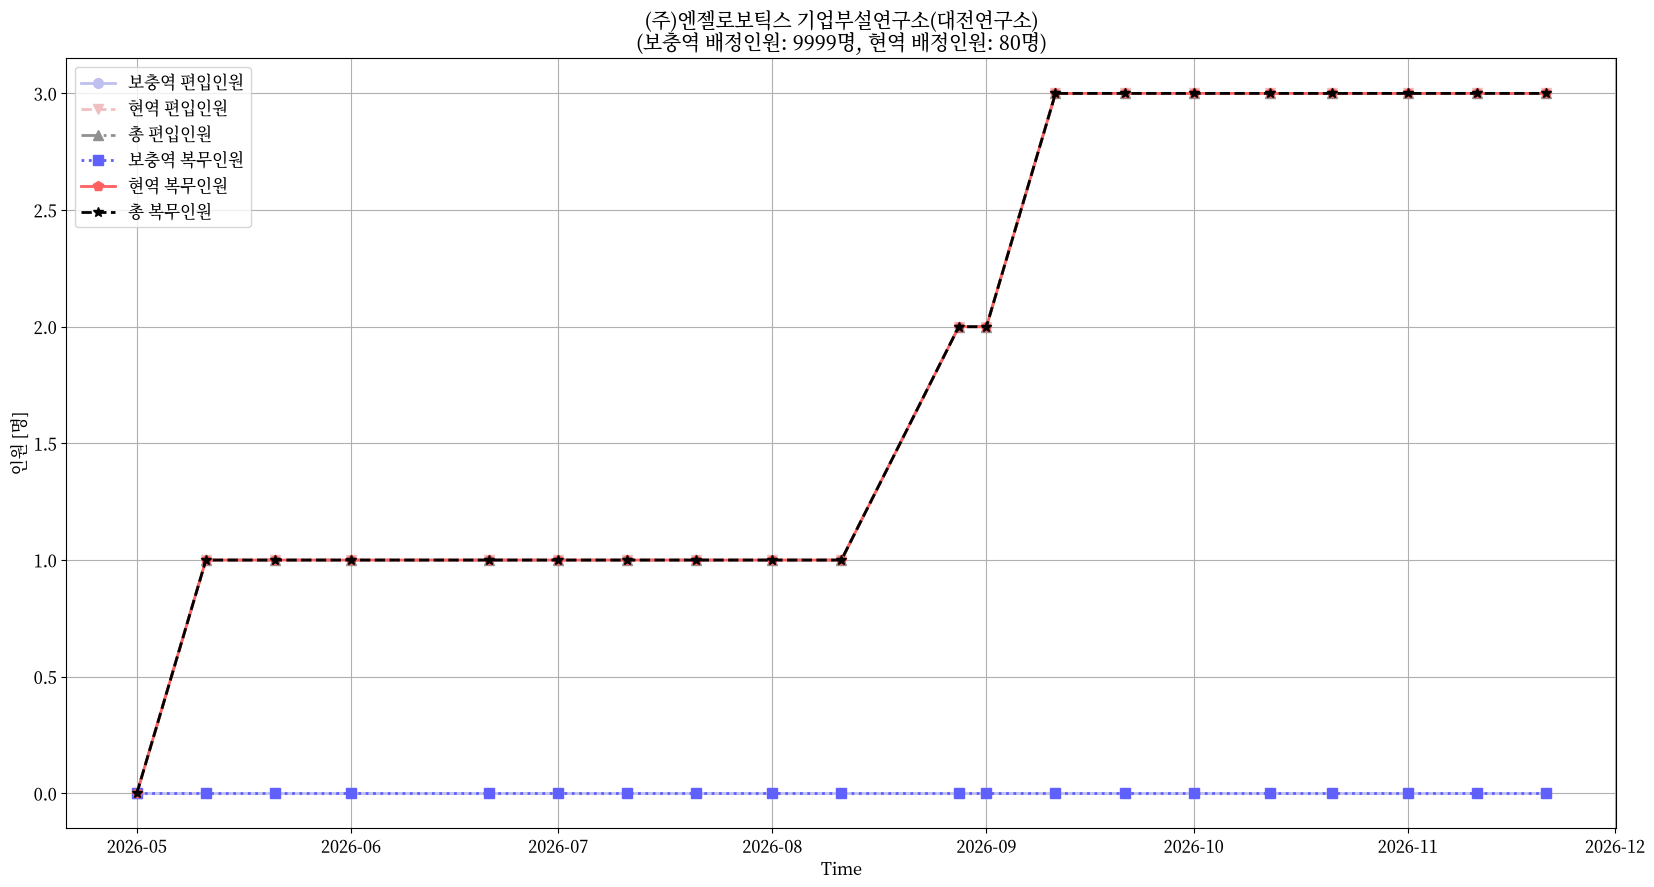 (주)엔젤로보틱스 기업부설연구소(대전연구소)
(보충역 배정인원: 9999명, 현역 배정인원: 80명)
보충역 편입인원
현역 편입인원
총 편입인원
보충역 복무인원
현역 복무인원
총 복무인원
인원 [명]
3.0
2.5
2.0
1.5
1.0
0.5
0.0
2026-05
2026-06
2026-07
2026-08
2026-09
2026-10
2026-11
2026-12
Time